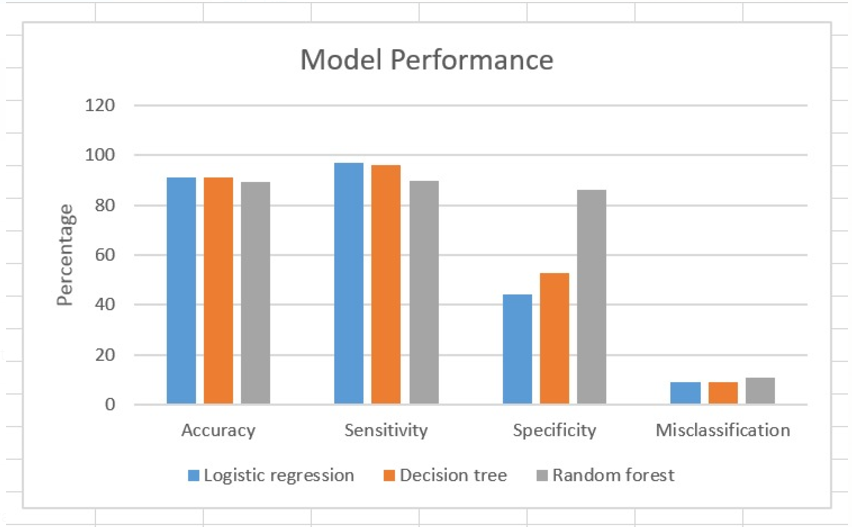 Model Performance
120
100
80
60
40
20
0
Percentage
Accuracy Sensitivity Specificity Misclassification
Logistic regression Decision tree Random forest